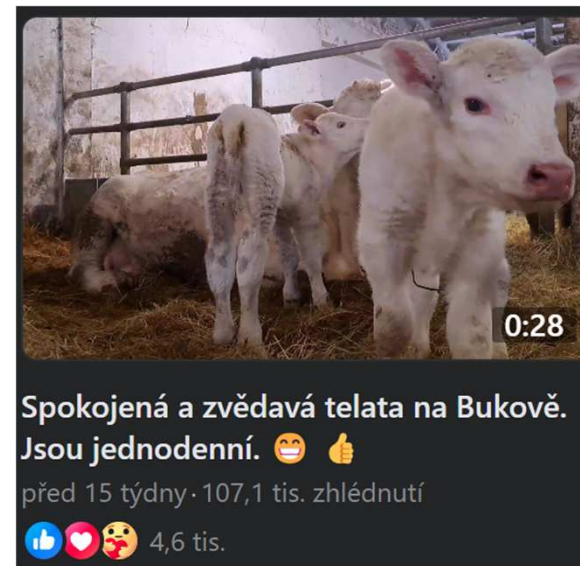 0:28
Spokojená a zvědavá telata na Bukově.
Jsou jednodenní. 😁 👍
před 15 týdny · 107,1 tis. zhlédnutí
4,6 tis.